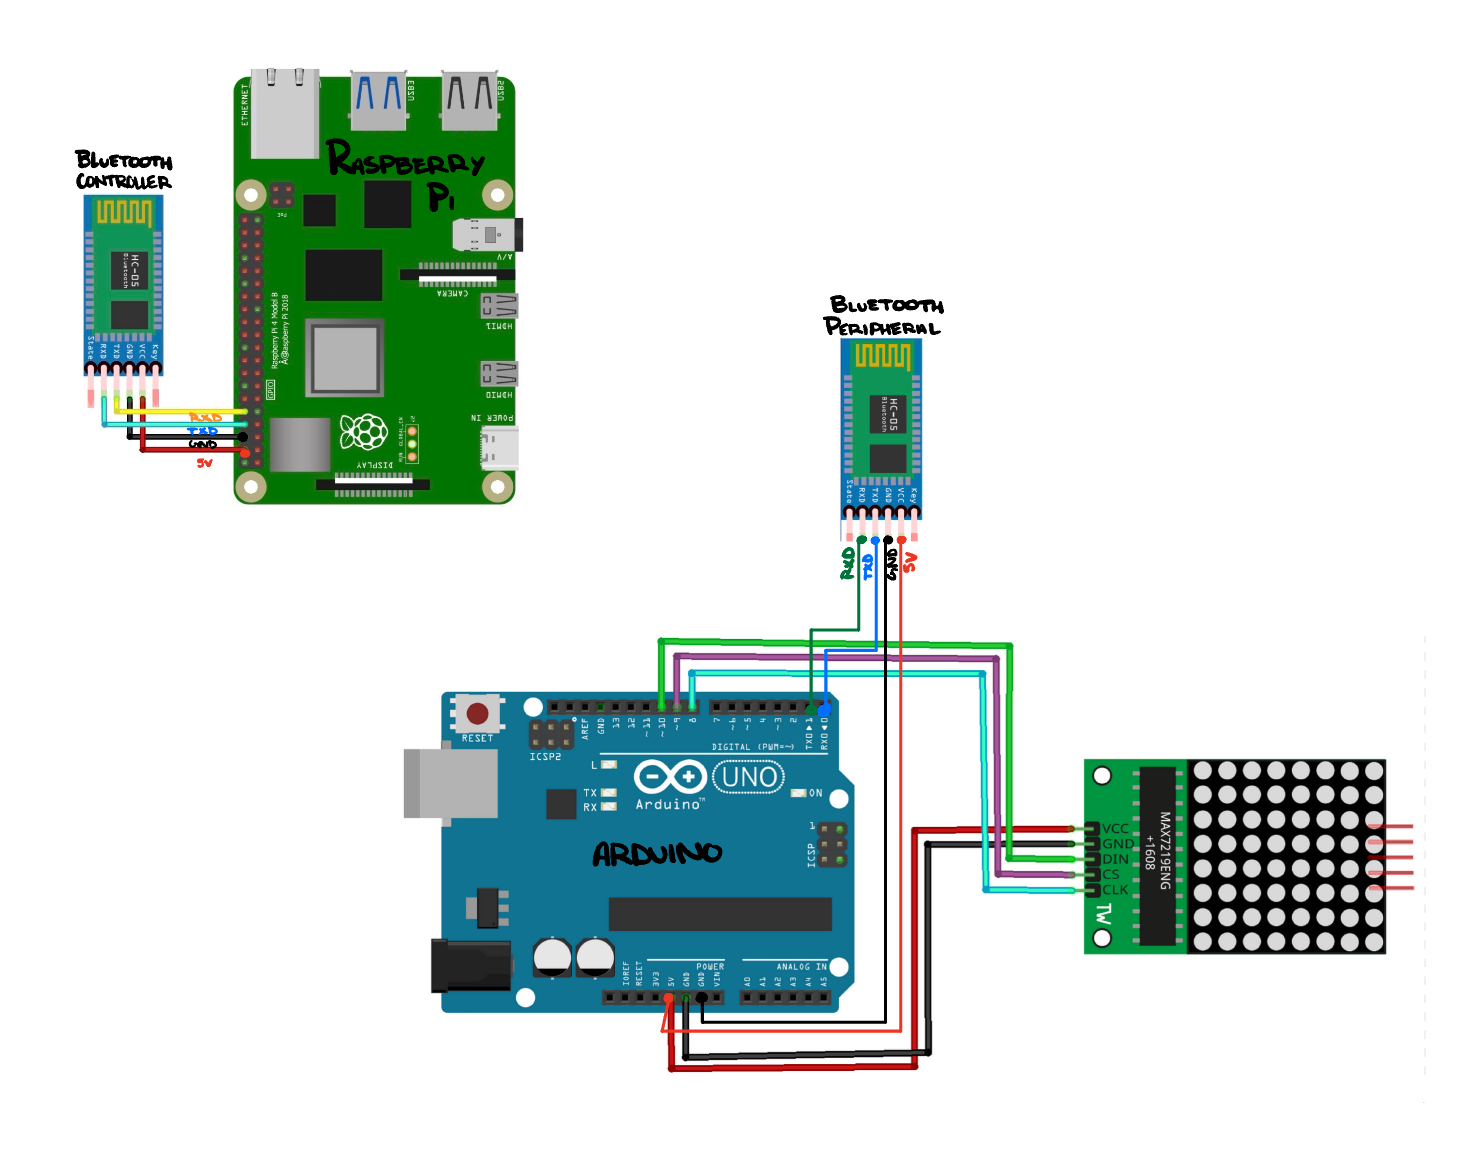 ETHERNET
USB3
USB2
RASPBERRY
PI
BLUETOOTH
CONTROLLER
PoE
A/V
HC-05
Bluetooth
CAMERA
Raspberry Pi 4 Model B
Raspberry Pi 2018
HDMI1
State
RXD
TXD
GND
VCC
Key
HDMI0
GPIO
POWER IN
RXD
TXD
GND
5V
GLOBAL_EN
RUN
DISPLAY
BLUETOOTH
PERIPHERAL
HC-05
Bluetooth
State
RXD
TXD
GND
VCC
Key
RXD
TXD
GND
5V
RESET
ICSP2
AREF
GND
13
12
~11
~10
~9
8
7
~6
~5
4
~3
2
TX0▶1
RX0◀0
DIGITAL (PWM=~)
L
TX
RX
Arduino™
UNO
ON
1
ICSP
ARDUINO
POWER
ANALOG IN
IOREF
RESET
3V3
5V
GND
GND
VIN
A0
A1
A2
A3
A4
A5
VCC
GND
DIN
CS
CLK
MAX7219ENG
+1608
TW